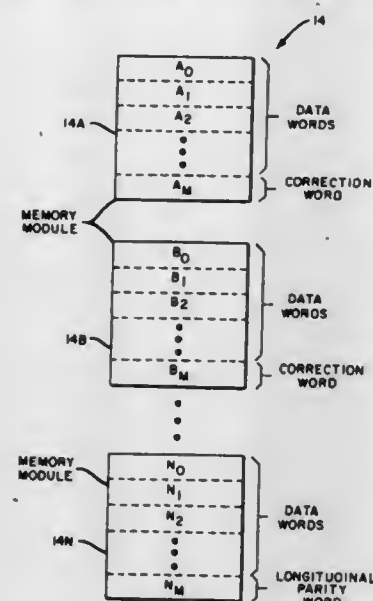 14
A0
A1
A2
DATA
WORDS
14A
AM
CORRECTION
WORD
MEMORY
MODULE
B0
B1
B2
DATA
WORDS
14B
BM
CORRECTION
WORD
MEMORY
MODULE
N0
N1
N2
DATA
WORDS
14N
NM
LONGITUDINAL
PARITY
WORD